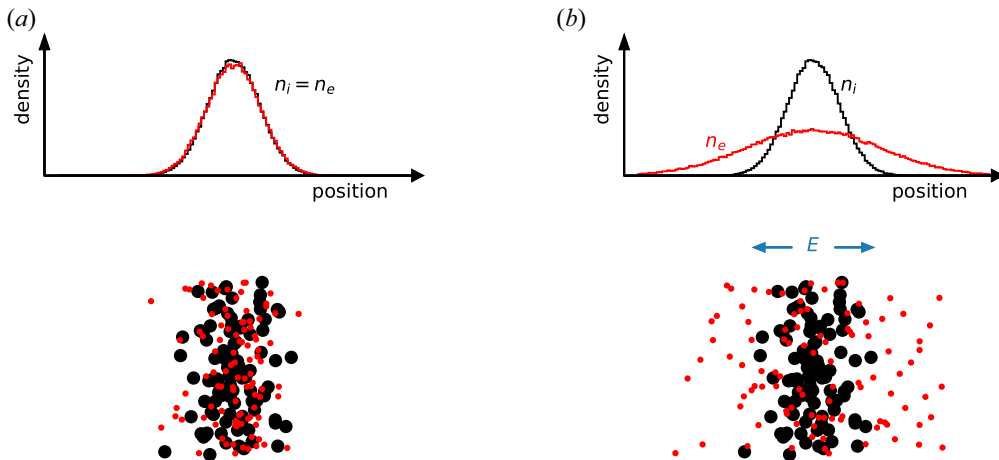 (a)
density
n_i = n_e
position
(b)
density
n_i
n_e
position
E